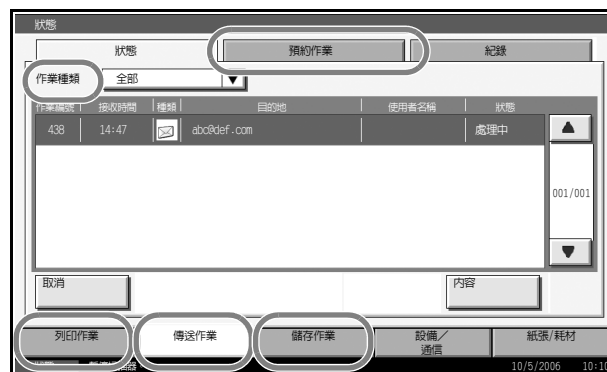 狀態
狀態 預約作業 紀錄
作業種類 全部
作業編號 接收時間 種類 目的地 使用者名稱 狀態
438 14:47 abc@def.com 處理中
001/001
取消 內容
列印作業 傳送作業 儲存作業 設備/通信 紙張/耗材
10/5/2006 10:10